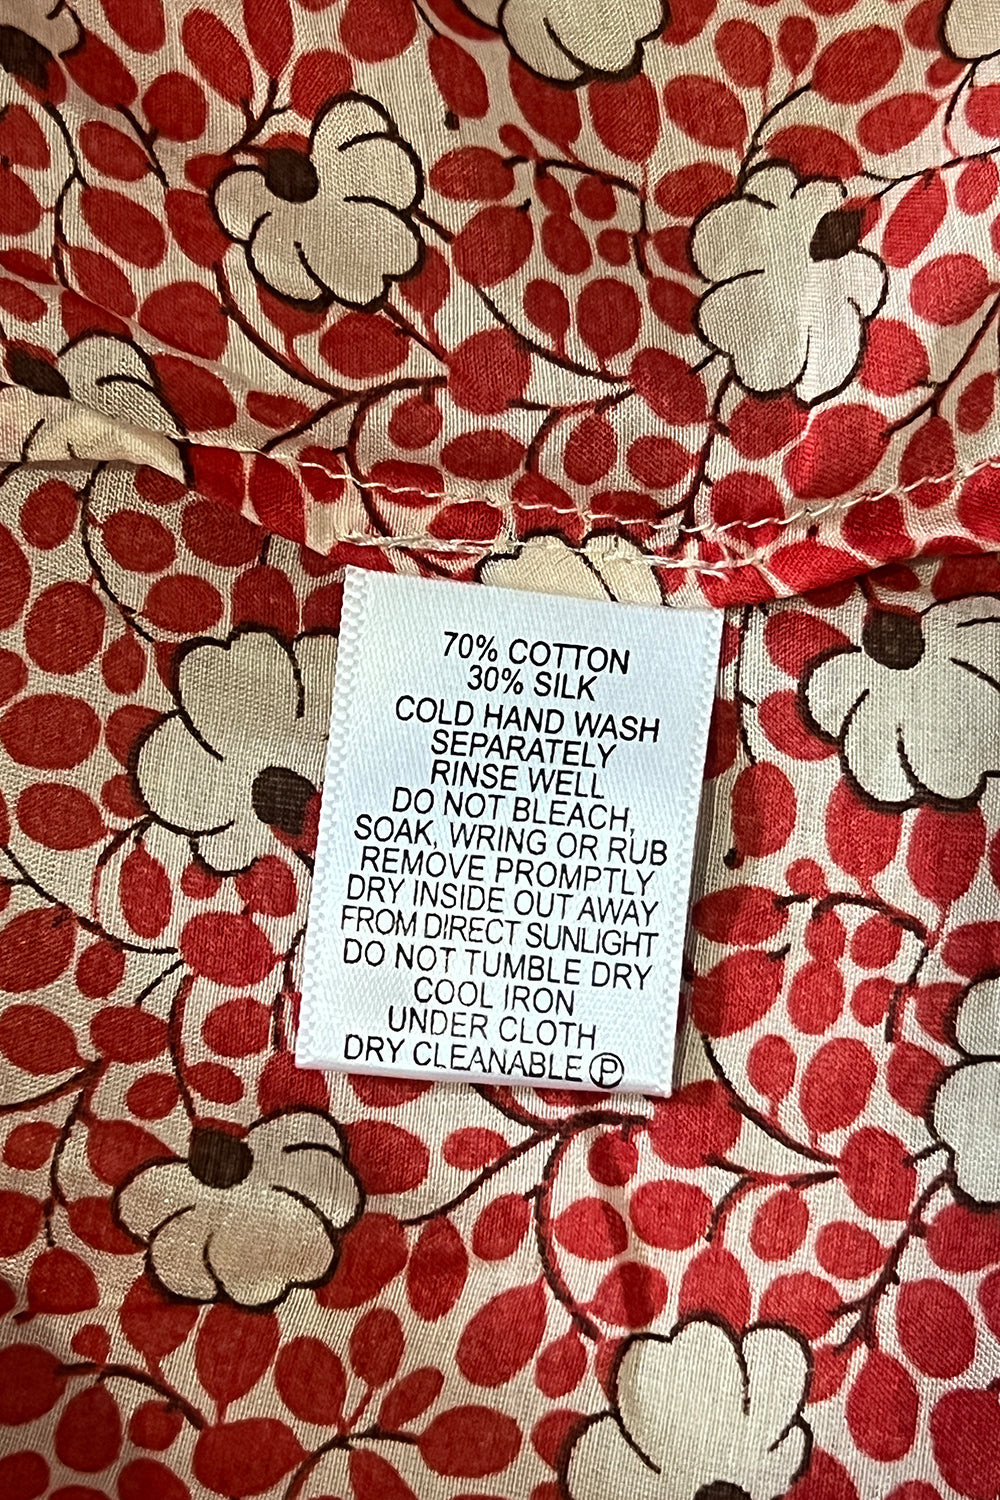 70% COTTON
30% SILK
COLD HAND WASH
SEPARATELY
RINSE WELL
DO NOT BLEACH,
SOAK, WRING OR RUB
REMOVE PROMPTLY
DRY INSIDE OUT AWAY
FROM DIRECT SUNLIGHT
DO NOT TUMBLE DRY
COOL IRON
UNDER CLOTH
DRY CLEANABLE Ⓟ